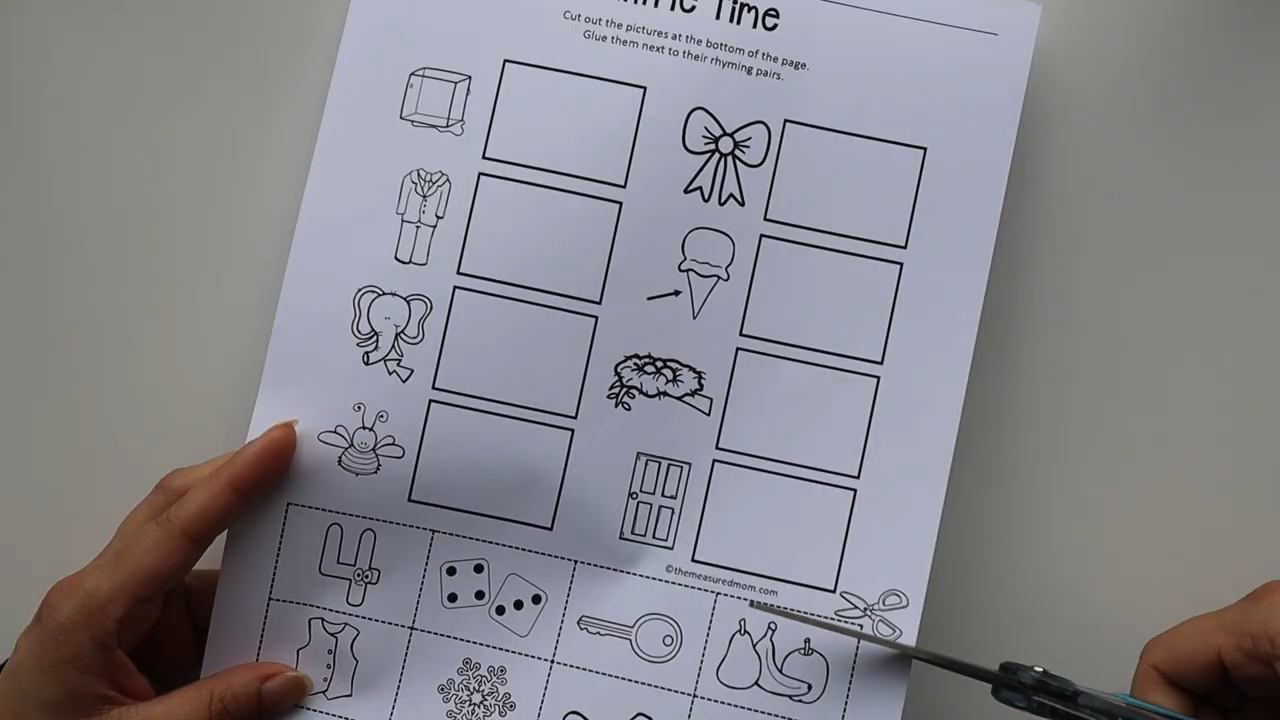 Time
Cut out the pictures at the bottom of the page.
Glue them next to their rhyming pairs.
4
©themeasuredmom.com